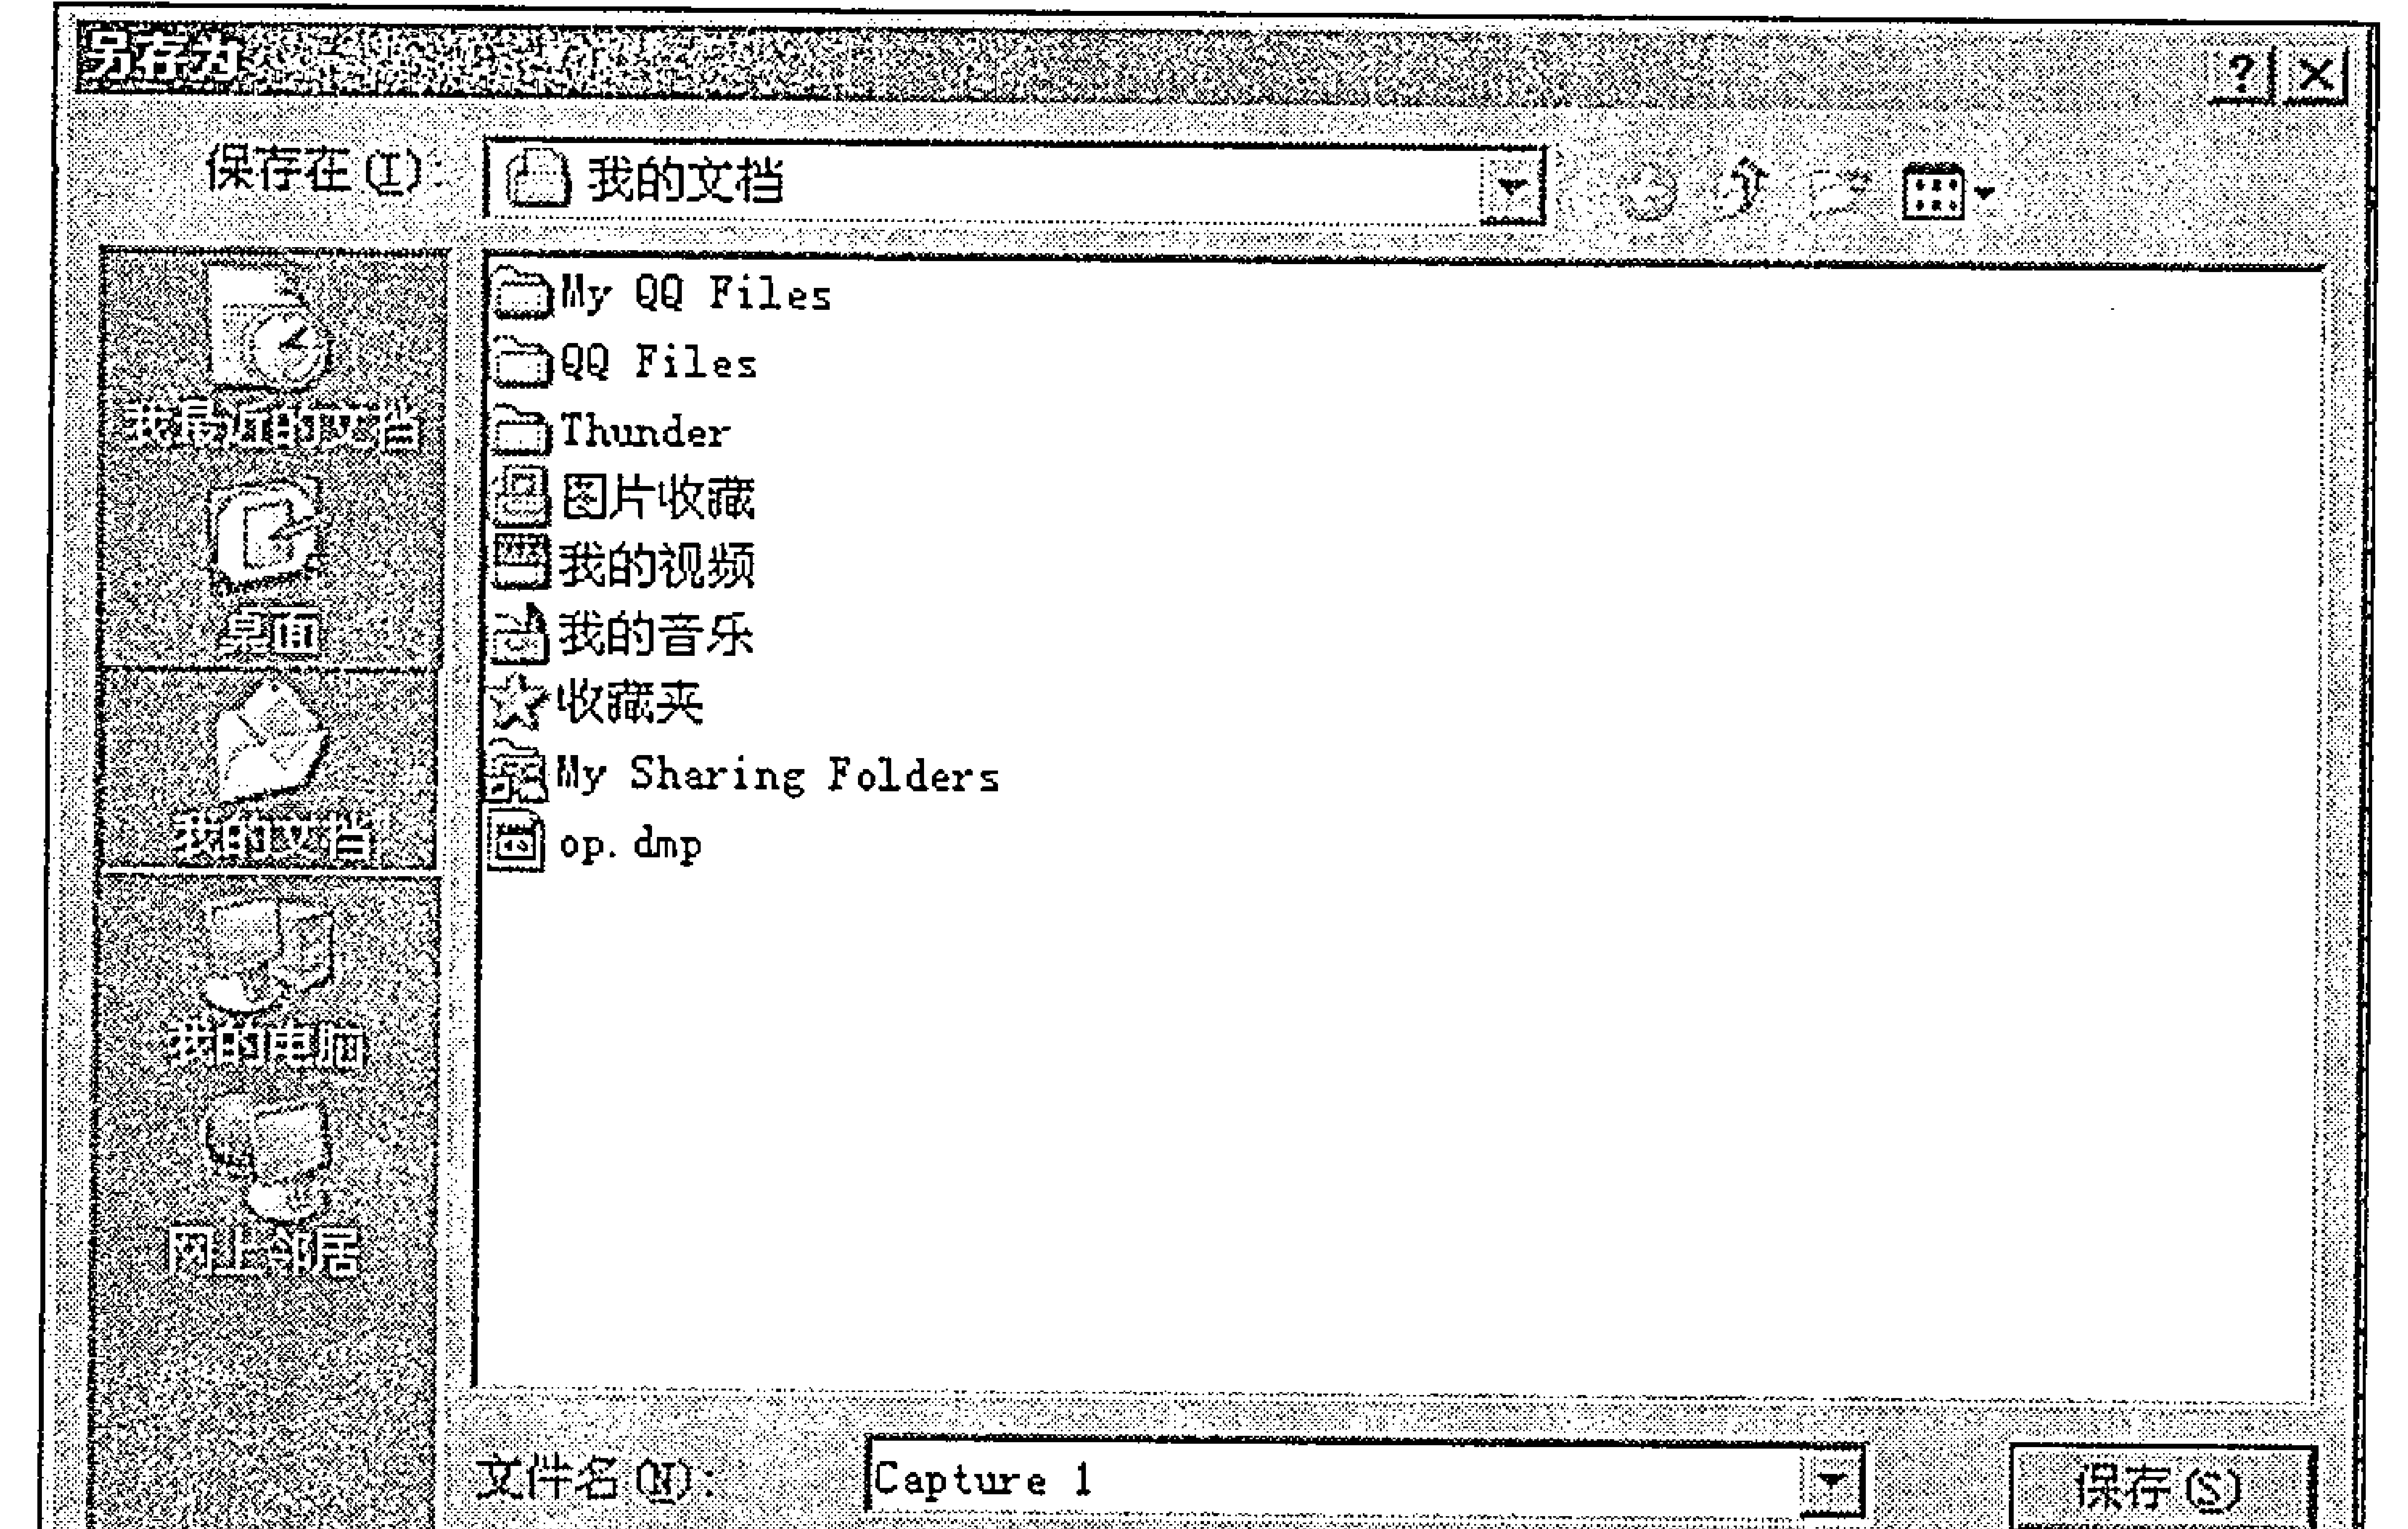 另存为
保存在(I):
我的文档
我最近的文档
桌面
我的文档
我的电脑
网上邻居
My QQ Files
QQ Files
Thunder
图片收藏
我的视频
我的音乐
收藏夹
My Sharing Folders
op.dmp
文件名(N):
Capture 1
保存(S)